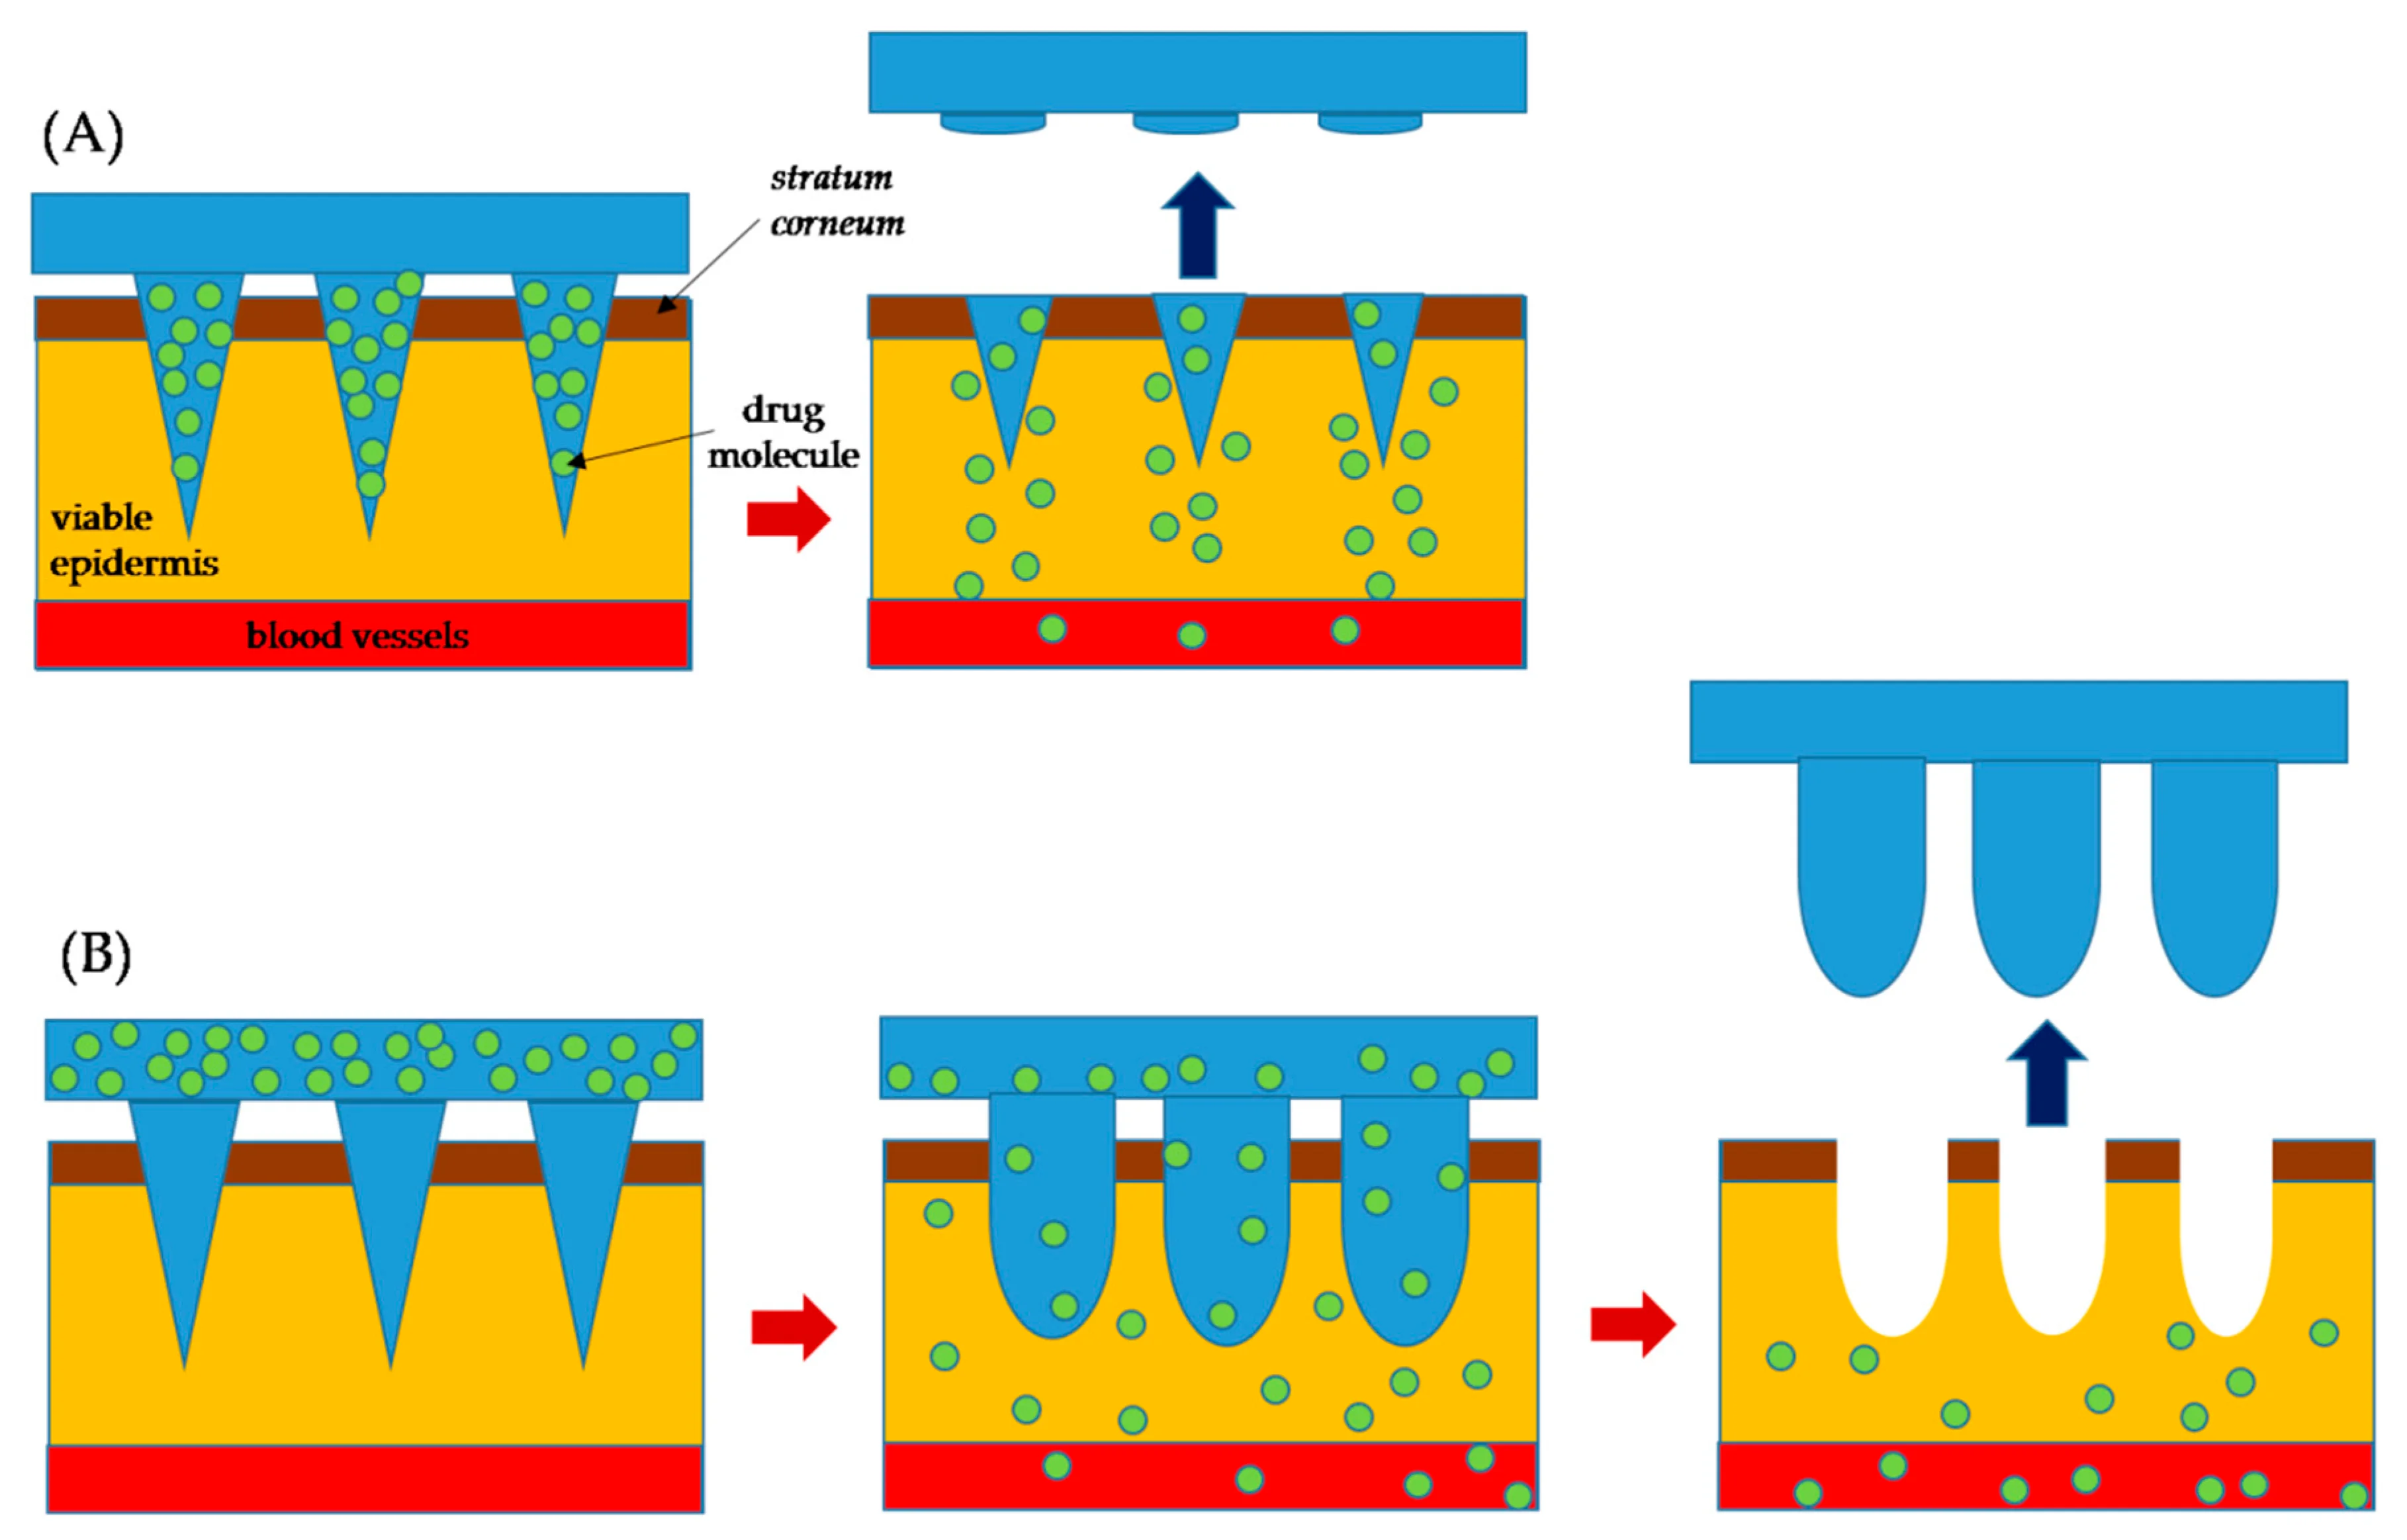 (A)
stratum
corneum
drug
molecule
viable
epidermis
blood vessels
(B)